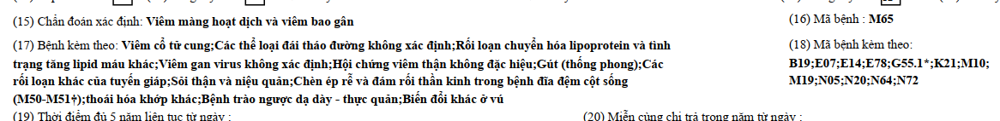 (15) Chẩn đoán xác định: Viêm màng hoạt dịch và viêm bao gân
(16) Mã bệnh : M65
(17) Bệnh kèm theo: Viêm cổ tử cung;Các thể loại đái tháo đường không xác định;Rối loạn chuyển hóa lipoprotein và tình
trạng tăng lipid máu khác;Viêm gan virus không xác định;Hội chứng viêm thận không đặc hiệu;Gút (thống phong);Các
rối loạn khác của tuyến giáp;Sỏi thận và niệu quản;Chèn ép rễ và đám rối thần kinh trong bệnh đĩa đệm cột sống
(M50-M51†);thoái hóa khớp khác;Bệnh trào ngược dạ dày - thực quản;Biến đổi khác ở vú
(18) Mã bệnh kèm theo:
B19;E07;E14;E78;G55.1*;K21;M10;
M19;N05;N20;N64;N72
(19) Thời điểm đủ 5 năm liên tục từ ngày :
(20) Miễn cùng chi trả trong năm từ ngày :